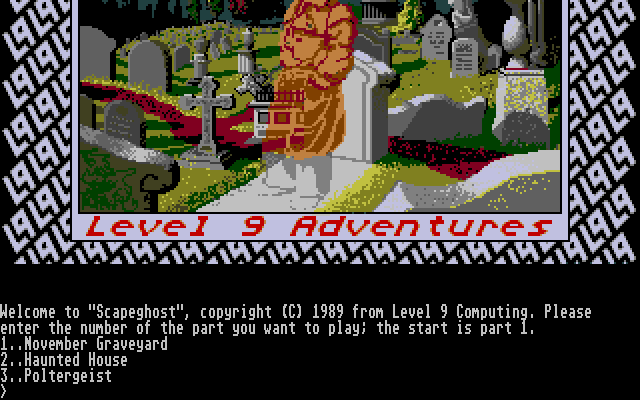 Level 9 Adventures
Welcome to "Scapeghost", copyright (C) 1989 from Level 9 Computing. Please
enter the number of the part you want to play; the start is part 1.
1..November Graveyard
2..Haunted House
3..Poltergeist
>